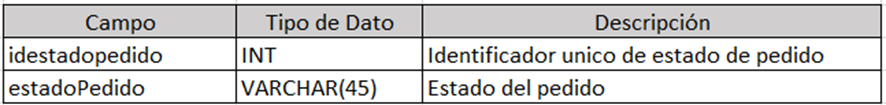 Campo Tipo de Dato Descripción
idestadopedido INT Identificador unico de estado de pedido
estadoPedido VARCHAR(45) Estado del pedido